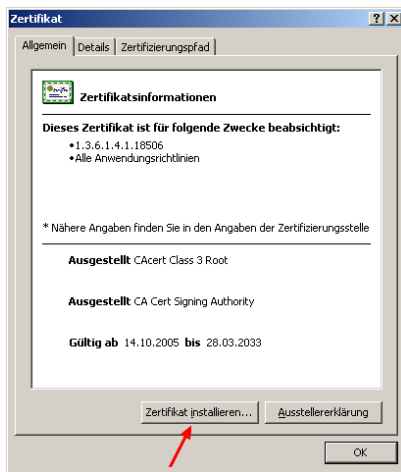 Zertifikat
Allgemein Details Zertifizierungspfad
Zertifikatsinformationen
Dieses Zertifikat ist für folgende Zwecke beabsichtigt:
•1.3.6.1.4.1.18506
•Alle Anwendungsrichtlinien
* Nähere Angaben finden Sie in den Angaben der Zertifizierungsstelle
Ausgestellt CAcert Class 3 Root
Ausgestellt CA Cert Signing Authority
Gültig ab 14.10.2005 bis 28.03.2033
Zertifikat installieren... Ausstellererklärung
OK